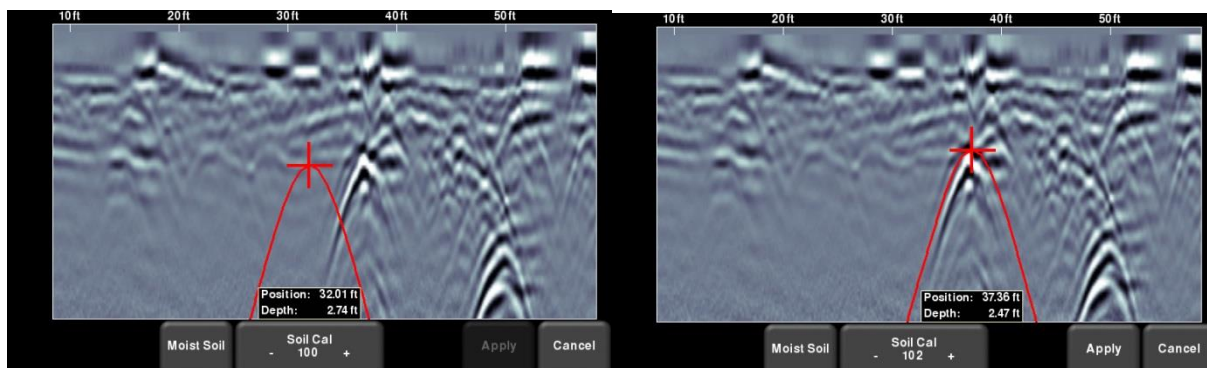 10ft 20ft 30ft 40ft 50ft
Position: 32.01 ft
Depth: 2.74 ft
Moist Soil
Soil Cal
- 100 +
Apply
Cancel
10ft 20ft 30ft 40ft 50ft
Position: 37.36 ft
Depth: 2.47 ft
Moist Soil
Soil Cal
- 102 +
Apply
Cancel